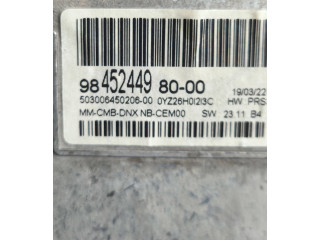 98 452449 80-00 19/03/22
503006450206-00 0YZ26H0I2I3C HW PRS
MM-CMB-DNX NB-CEM00 SW 23.11 B4